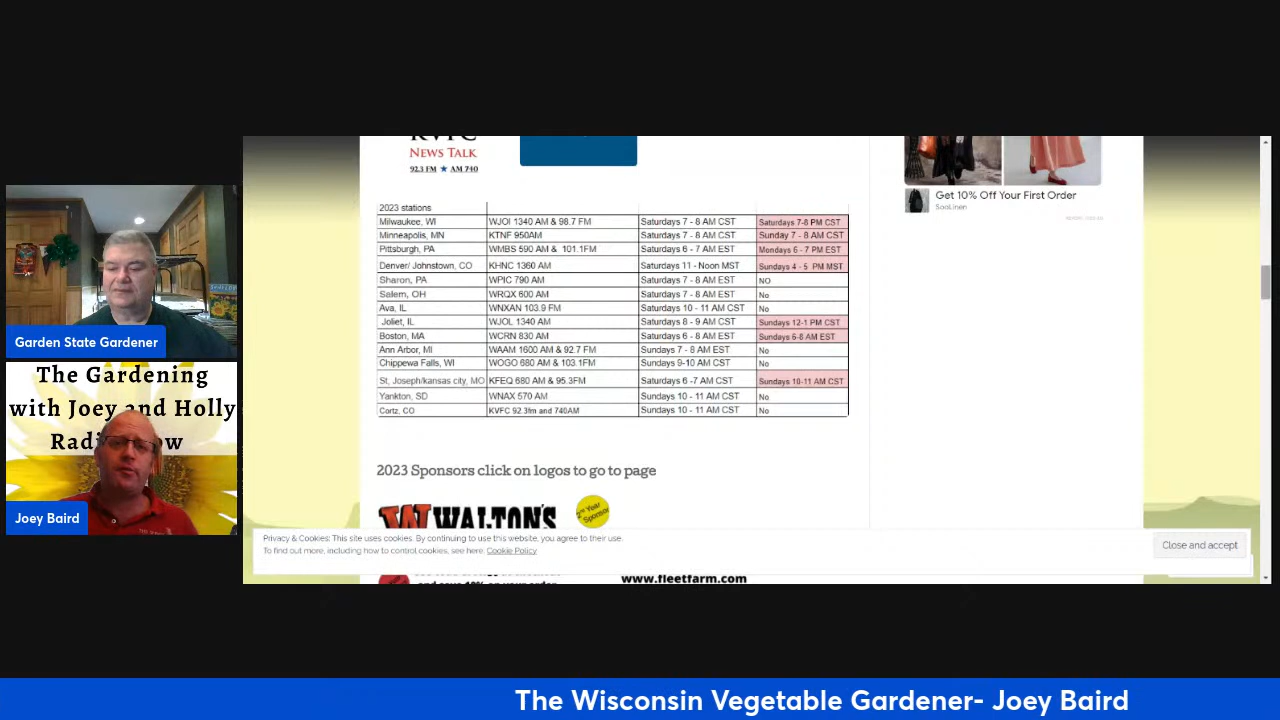 KVFC
NEWS TALK
92.3 FM ★ AM 740
Get 10% Off Your First Order
SaoLinen
2023 stations
Milwaukee, WI WJOI 1340 AM & 98.7 FM Saturdays 7 - 8 AM CST Saturdays 7-8 PM CST
Minneapolis, MN KTNF 950AM Saturdays 7 - 8 AM CST Sunday 7 - 8 AM CST
Pittsburgh, PA WMBS 590 AM & 101.1FM Saturdays 6 - 7 AM EST Mondays 6 - 7 PM EST
Denver/ Johnstown, CO KHNC 1360 AM Saturdays 11 - Noon MST Sundays 4 - 5 PM MST
Sharon, PA WPIC 790 AM Saturdays 7 - 8 AM EST NO
Salem, OH WRQX 600 AM Saturdays 7 - 8 AM EST No
Ava, IL WNXAN 103.9 FM Saturdays 10 - 11 AM CST No
Joliet, IL WJOL 1340 AM Saturdays 8 - 9 AM CST Sundays 12-1 PM CST
Boston, MA WCRN 830 AM Saturdays 6 - 8 AM EST Sundays 6-8 AM EST
Ann Arbor, MI WAAM 1600 AM & 92.7 FM Sundays 7 - 8 AM EST No
Chippewa Falls, WI WOGO 680 AM & 103.1FM Sundays 9-10 AM CST No
St, Joseph/kansas city, MO KFEQ 680 AM & 95.3FM Saturdays 6 -7 AM CST Sundays 10-11 AM CST
Yankton, SD WNAX 570 AM Sundays 10 - 11 AM CST No
Cortz, CO KVFC 92.3fm and 740AM Sundays 10 - 11 AM CST No
2023 Sponsors click on logos to go to page
WALTON'S
2nd Year
Sponsor
Privacy & Cookies: This site uses cookies. By continuing to use this website, you agree to their use.
To find out more, including how to control cookies, see here: Cookie Policy
Close and accept
www.fleetfarm.com
Garden State Gardener
The Gardening
with Joey and Holly
Joey Baird
The Wisconsin Vegetable Gardener- Joey Baird